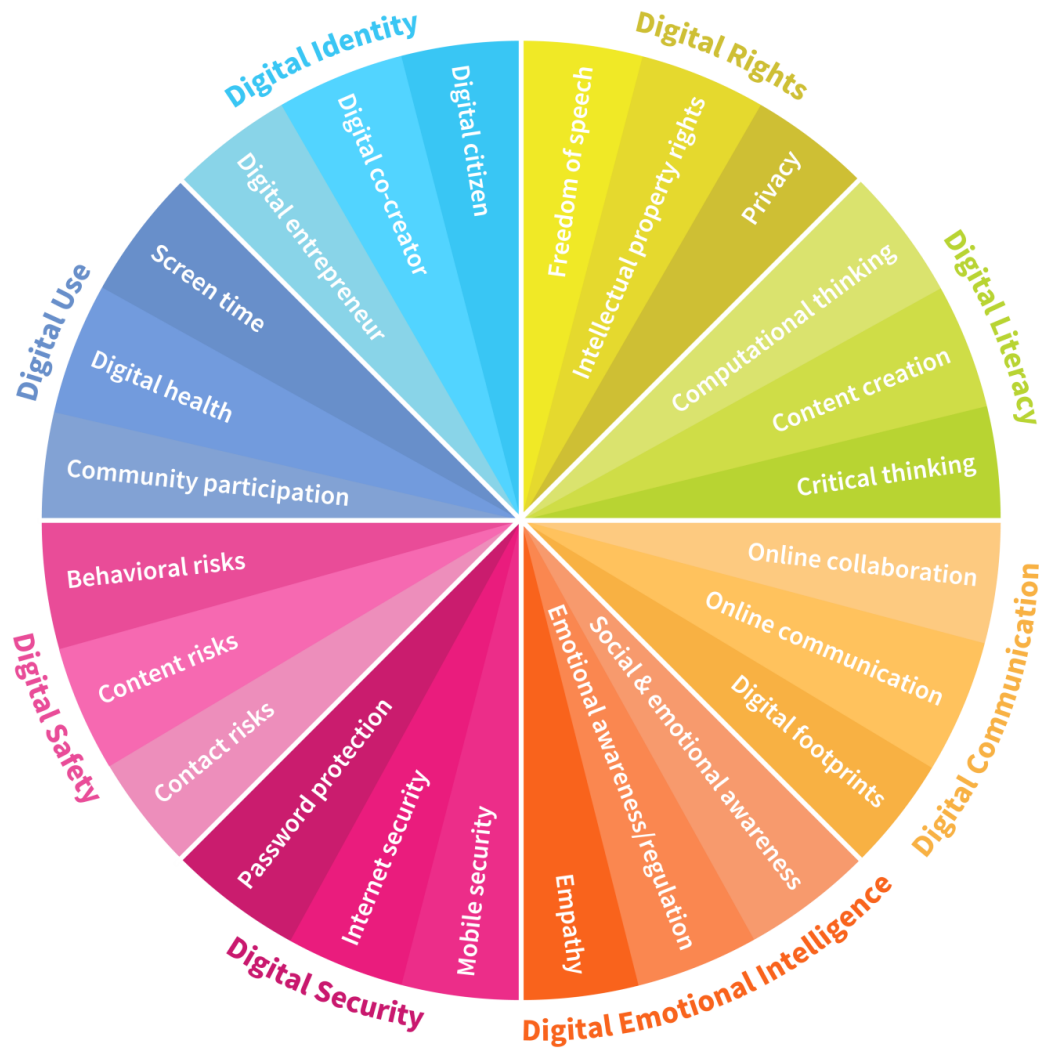 Digital Rights
Freedom of speech
Intellectual property rights
Privacy
Digital Literacy
Computational thinking
Content creation
Critical thinking
Digital Communication
Online collaboration
Online communication
Digital footprints
Digital Emotional Intelligence
Social & emotional awareness
Emotional awareness/regulation
Empathy
Digital Security
Mobile security
Internet security
Password protection
Digital Safety
Contact risks
Content risks
Behavioral risks
Digital Use
Community participation
Digital health
Screen time
Digital Identity
Digital entrepreneur
Digital co-creator
Digital citizen